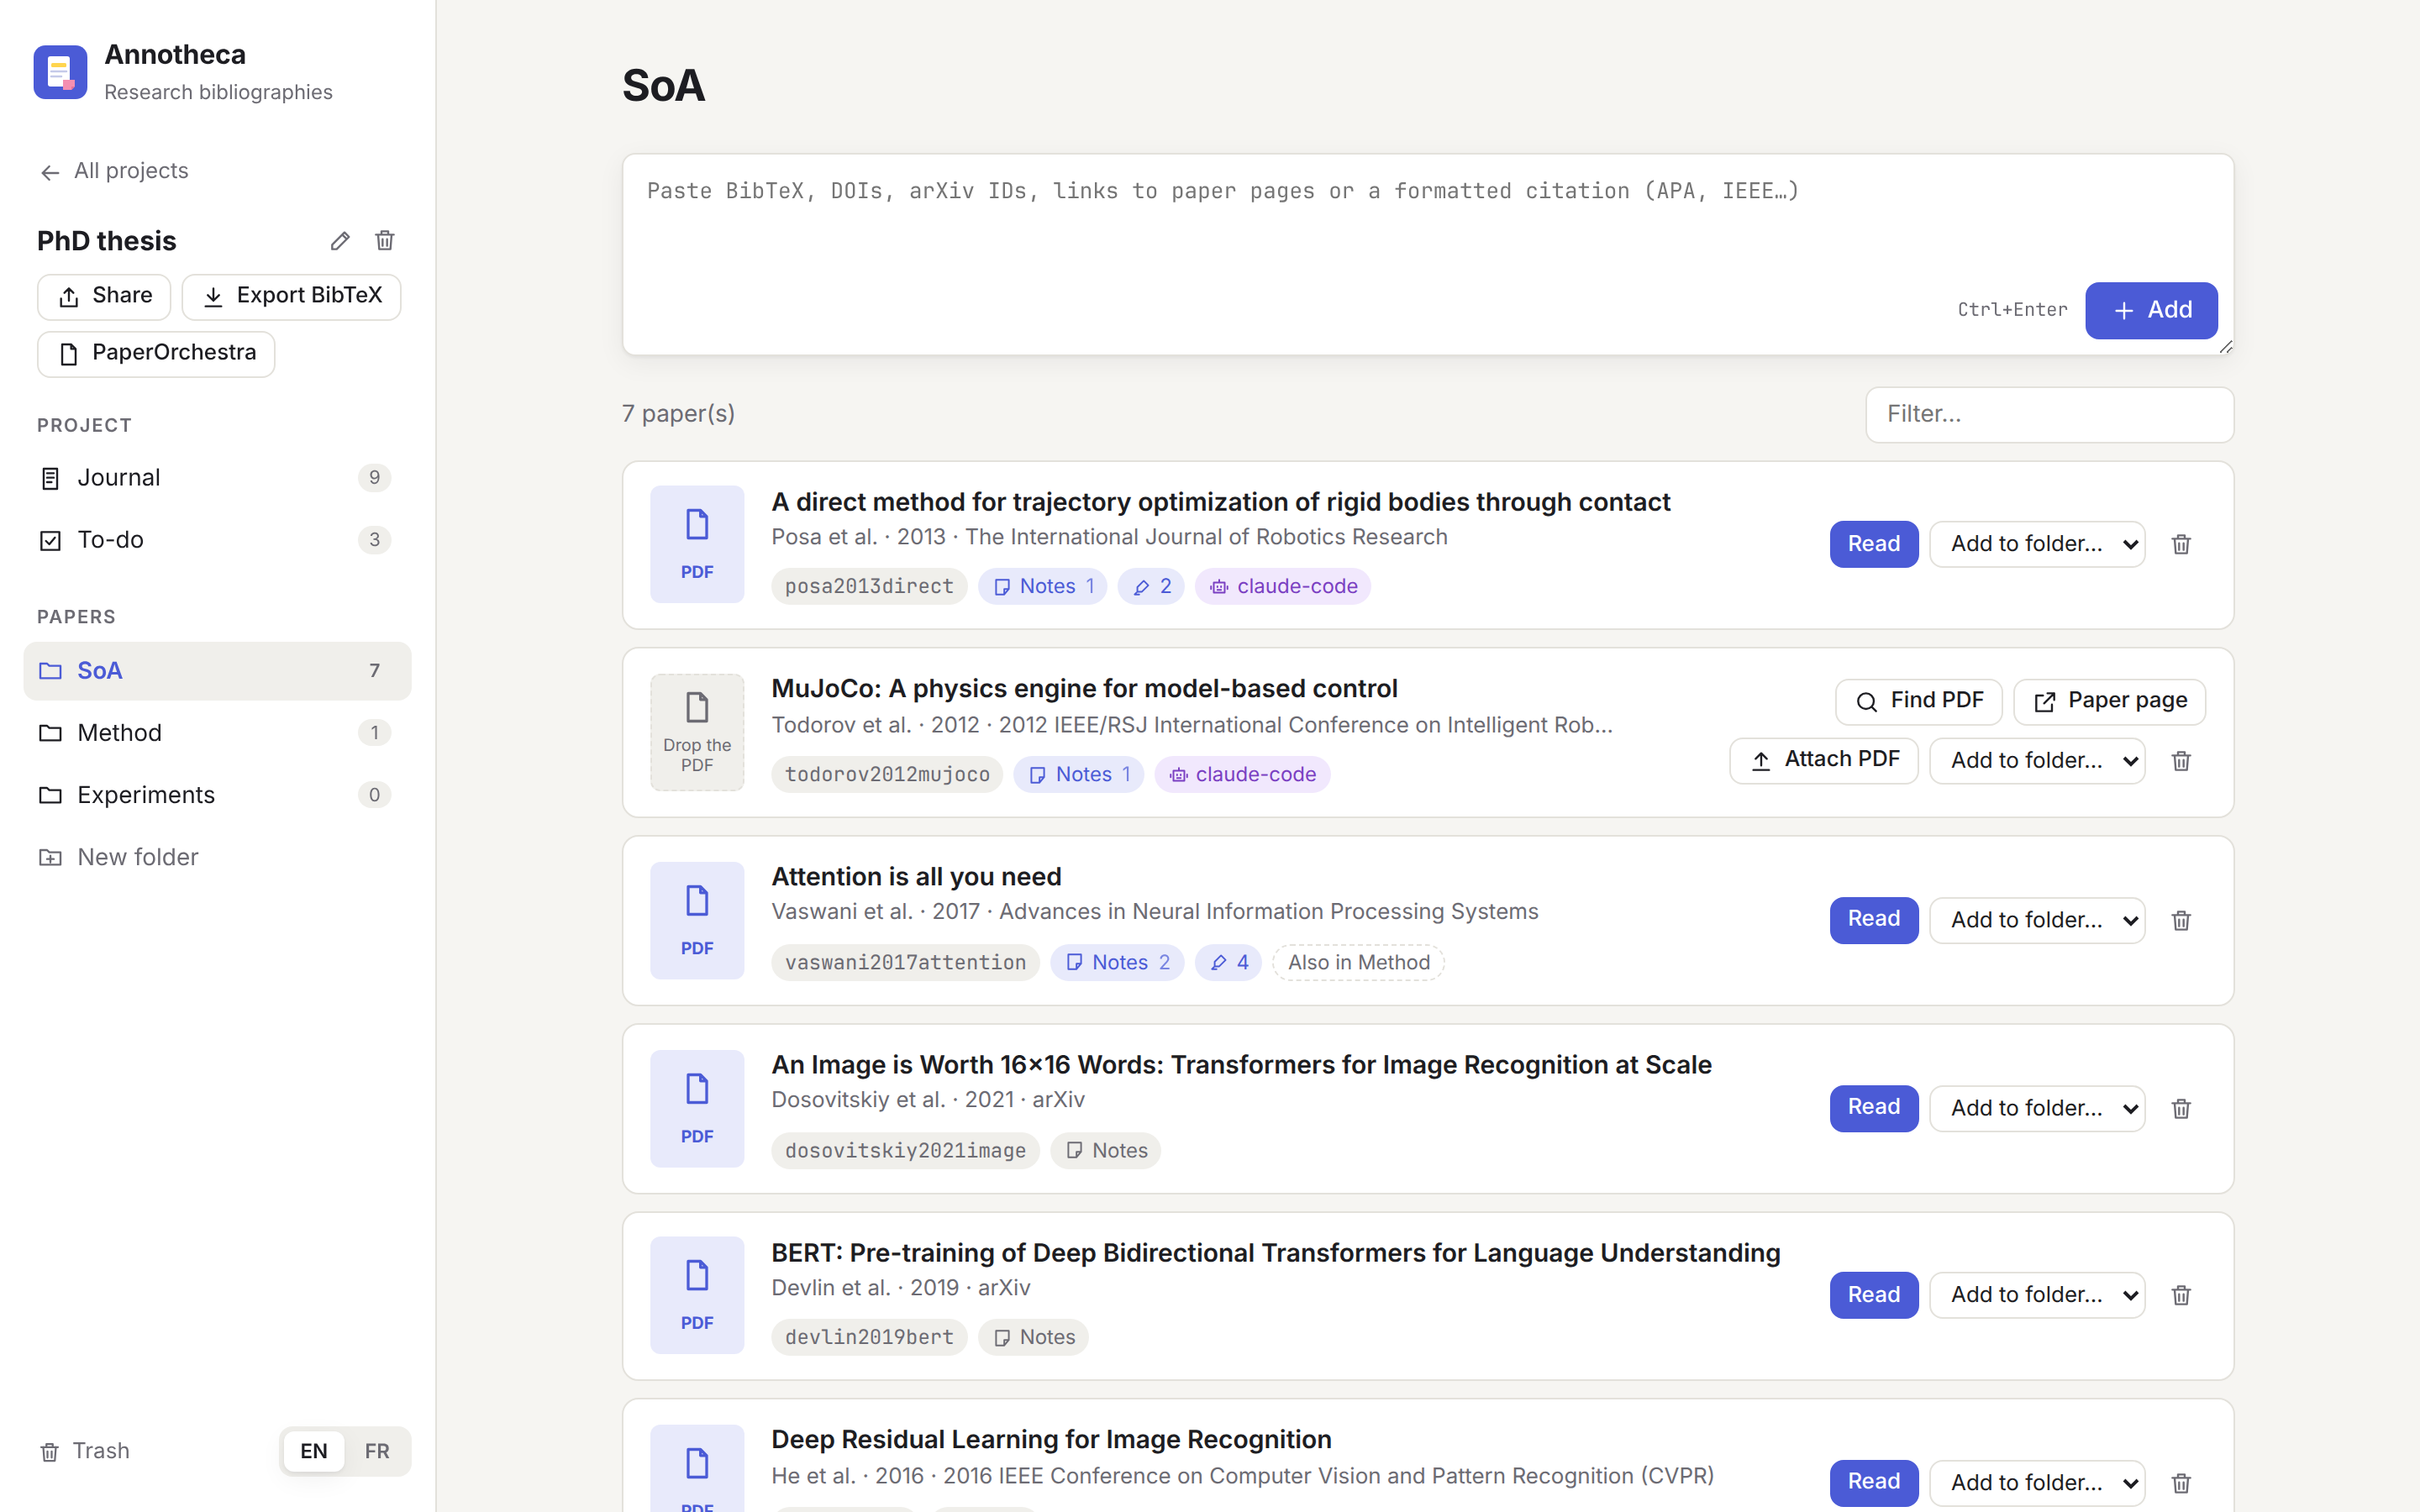 Annotheca
Research bibliographies
All projects
PhD thesis
Share
Export BibTeX
PaperOrchestra
PROJECT
Journal 9
To-do 3
PAPERS
SoA 7
Method 1
Experiments 0
New folder
Trash
EN FR
SoA
Paste BibTeX, DOIs, arXiv IDs, links to paper pages or a formatted citation (APA, IEEE…)
Ctrl+Enter
Add
7 paper(s)
Filter...
PDF
A direct method for trajectory optimization of rigid bodies through contact
Posa et al. · 2013 · The International Journal of Robotics Research
posa2013direct Notes 1 2 claude-code
Read Add to folder...
Drop the
PDF
MuJoCo: A physics engine for model-based control
Todorov et al. · 2012 · 2012 IEEE/RSJ International Conference on Intelligent Rob...
todorov2012mujoco Notes 1 claude-code
Find PDF Paper page
Attach PDF Add to folder...
PDF
Attention is all you need
Vaswani et al. · 2017 · Advances in Neural Information Processing Systems
vaswani2017attention Notes 2 4 Also in Method
Read Add to folder...
PDF
An Image is Worth 16×16 Words: Transformers for Image Recognition at Scale
Dosovitskiy et al. · 2021 · arXiv
dosovitskiy2021image Notes
Read Add to folder...
PDF
BERT: Pre-training of Deep Bidirectional Transformers for Language Understanding
Devlin et al. · 2019 · arXiv
devlin2019bert Notes
Read Add to folder...
PDF
Deep Residual Learning for Image Recognition
He et al. · 2016 · 2016 IEEE Conference on Computer Vision and Pattern Recognition (CVPR)
Read Add to folder...